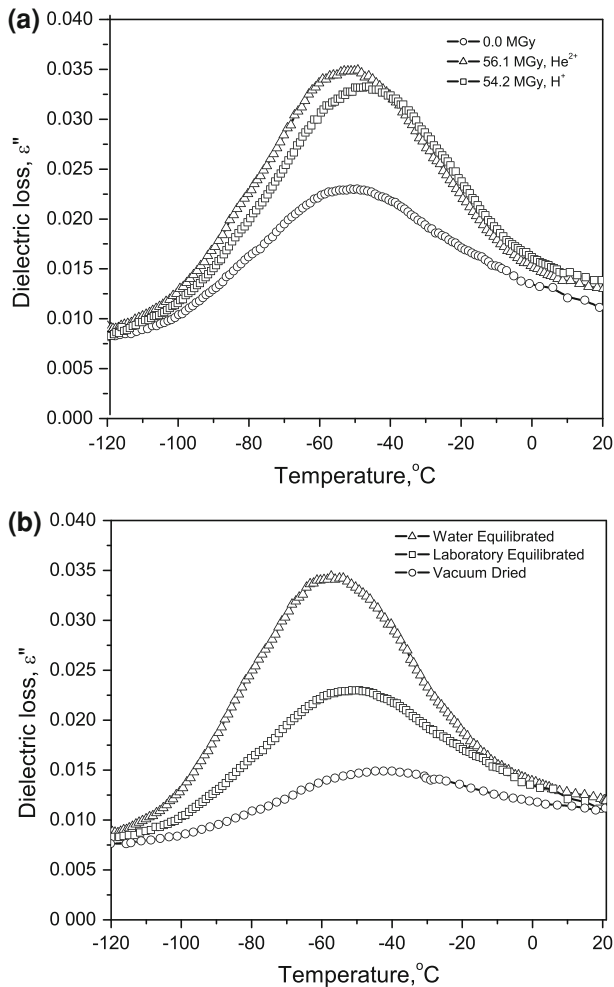 (a)
0.040
0.035
0.030
0.025
0.020
0.015
0.010
0.005
0.000
Dielectric loss, ε"
0.0 MGy
56.1 MGy, He2+
54.2 MGy, H+
-120 -100 -80 -60 -40 -20 0 20
Temperature,oC
(b)
0.040
0.035
0.030
0.025
0.020
0.015
0.010
0.005
0 000
Dielectric loss, ε"
Water Equilibrated
Laboratory Equilibrated
Vacuum Dried
-120 -100 -80 -60 -40 -20 0 20
Temperature,oC